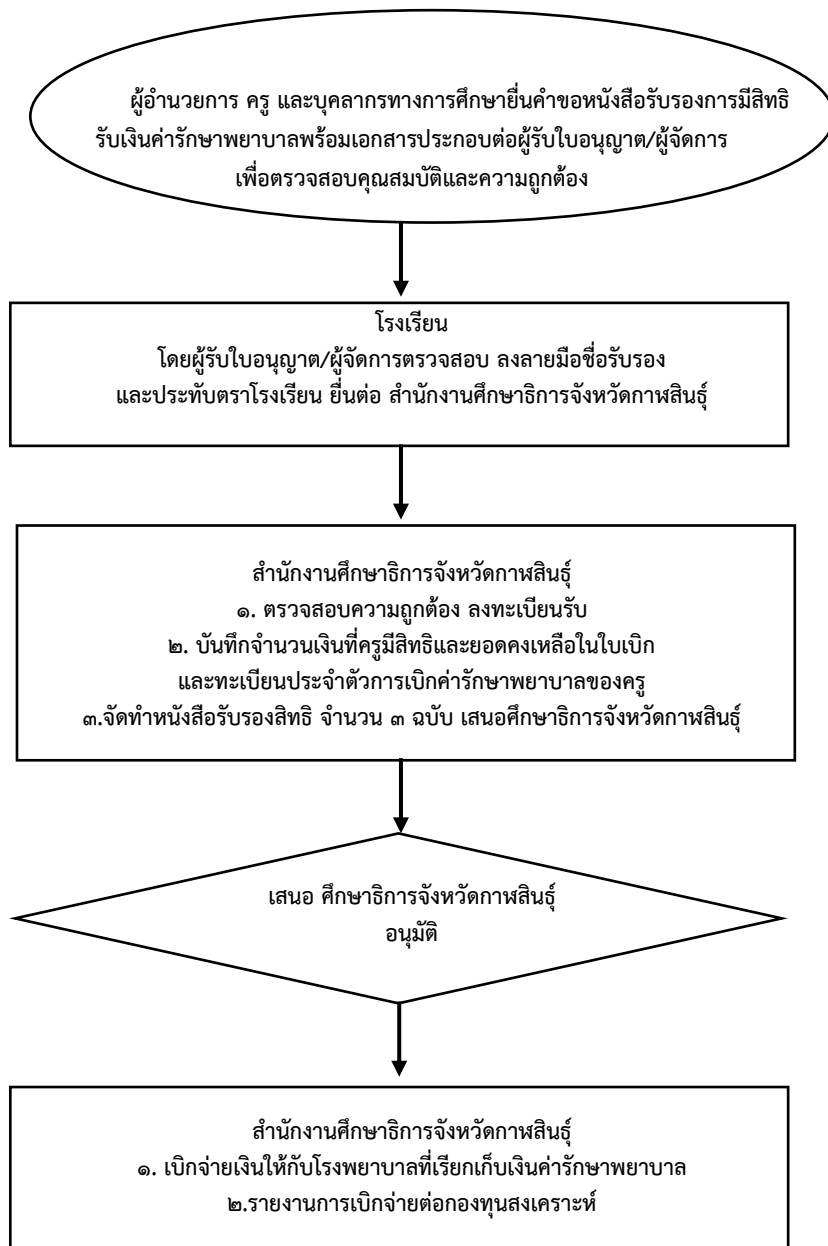 ผู้อำนวยการ ครู และบุคลากรทางการศึกษายื่นคำขอหนังสือรับรองการมีสิทธิ
รับเงินค่ารักษาพยาบาลพร้อมเอกสารประกอบต่อผู้รับใบอนุญาต/ผู้จัดการ
เพื่อตรวจสอบคุณสมบัติและความถูกต้อง
โรงเรียน
โดยผู้รับใบอนุญาต/ผู้จัดการตรวจสอบ ลงลายมือชื่อรับรอง
และประทับตราโรงเรียน ยื่นต่อ สำนักงานศึกษาธิการจังหวัดกาฬสินธุ์
สำนักงานศึกษาธิการจังหวัดกาฬสินธุ์
๑. ตรวจสอบความถูกต้อง ลงทะเบียนรับ
๒. บันทึกจำนวนเงินที่ครูมีสิทธิและยอดคงเหลือในใบเบิก
และทะเบียนประจำตัวการเบิกค่ารักษาพยาบาลของครู
๓.จัดทำหนังสือรับรองสิทธิ จำนวน ๓ ฉบับ เสนอศึกษาธิการจังหวัดกาฬสินธุ์
เสนอ ศึกษาธิการจังหวัดกาฬสินธุ์
อนุมัติ
สำนักงานศึกษาธิการจังหวัดกาฬสินธุ์
๑. เบิกจ่ายเงินให้กับโรงพยาบาลที่เรียกเก็บเงินค่ารักษาพยาบาล
๒.รายงานการเบิกจ่ายต่อกองทุนสงเคราะห์